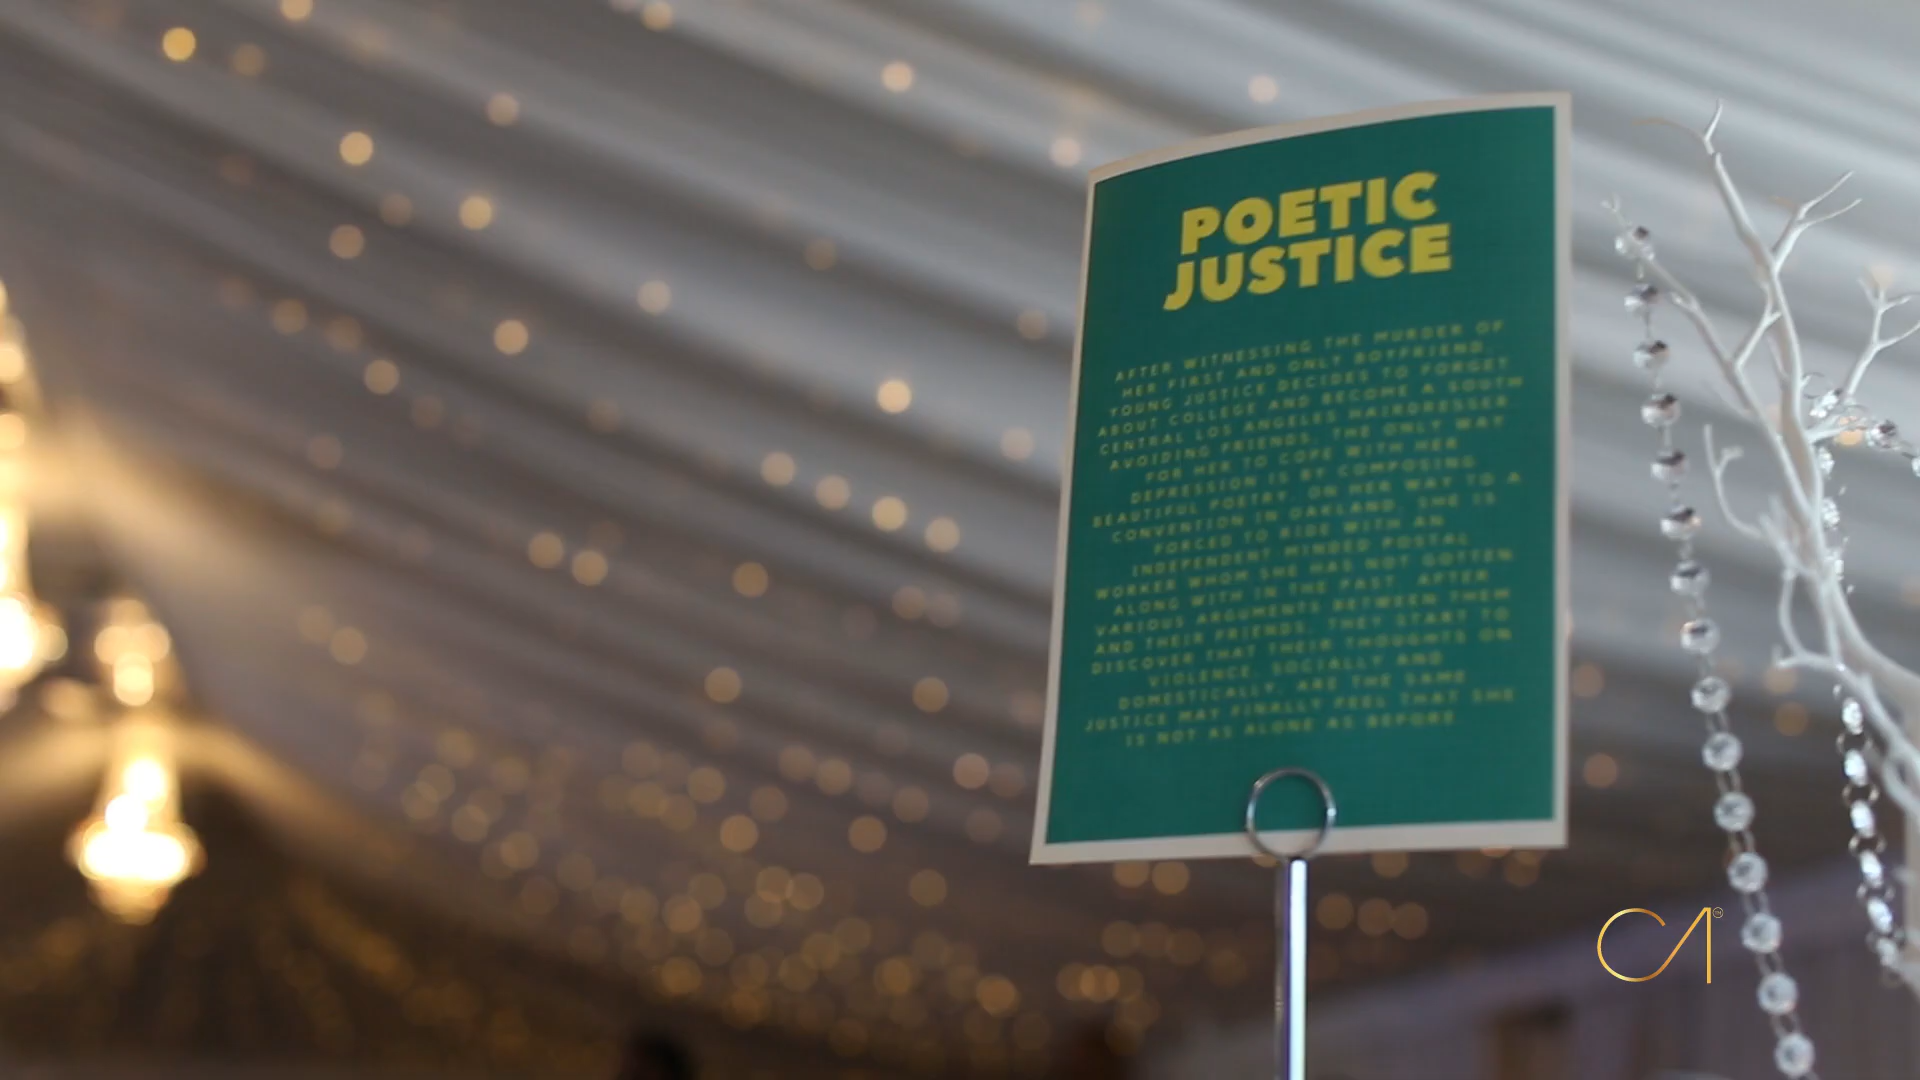 POETIC
JUSTICE
AFTER WITNESSING THE MURDER OF
HER FIRST AND ONLY BOYFRIEND,
YOUNG JUSTICE DECIDES TO FORGET
ABOUT COLLEGE AND BECOME A SOUTH
CENTRAL LOS ANGELES HAIRDRESSER.
AVOIDING FRIENDS, THE ONLY WAY
FOR HER TO COPE WITH HER
DEPRESSION IS BY COMPOSING
BEAUTIFUL POETRY. ON HER WAY TO A
CONVENTION IN OAKLAND, SHE IS
FORCED TO RIDE WITH AN
INDEPENDENT MINDED POSTAL
WORKER WHOM SHE HAS NOT GOTTEN
ALONG WITH IN THE PAST. AFTER
VARIOUS ARGUMENTS BETWEEN THEM
AND THEIR FRIENDS, THEY START TO
DISCOVER THAT THEIR THOUGHTS ON
VIOLENCE, SOCIALLY AND
DOMESTICALLY, ARE THE SAME.
JUSTICE MAY FINALLY FEEL THAT SHE
IS NOT AS ALONE AS BEFORE.
CA